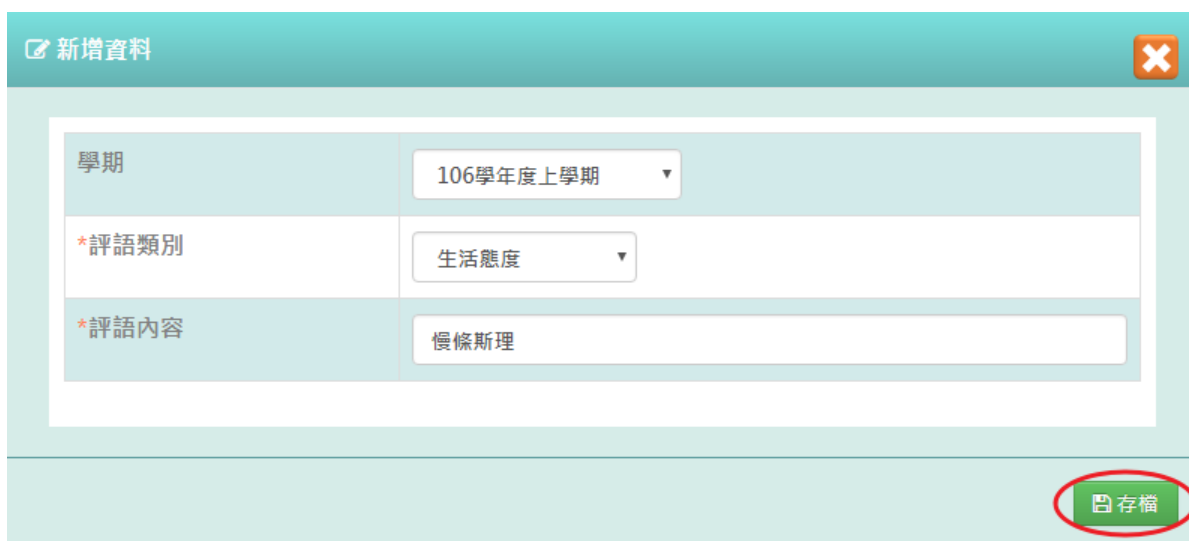 新增資料
學期
106學年度上學期
*評語類別
生活態度
*評語內容
慢條斯理
存檔